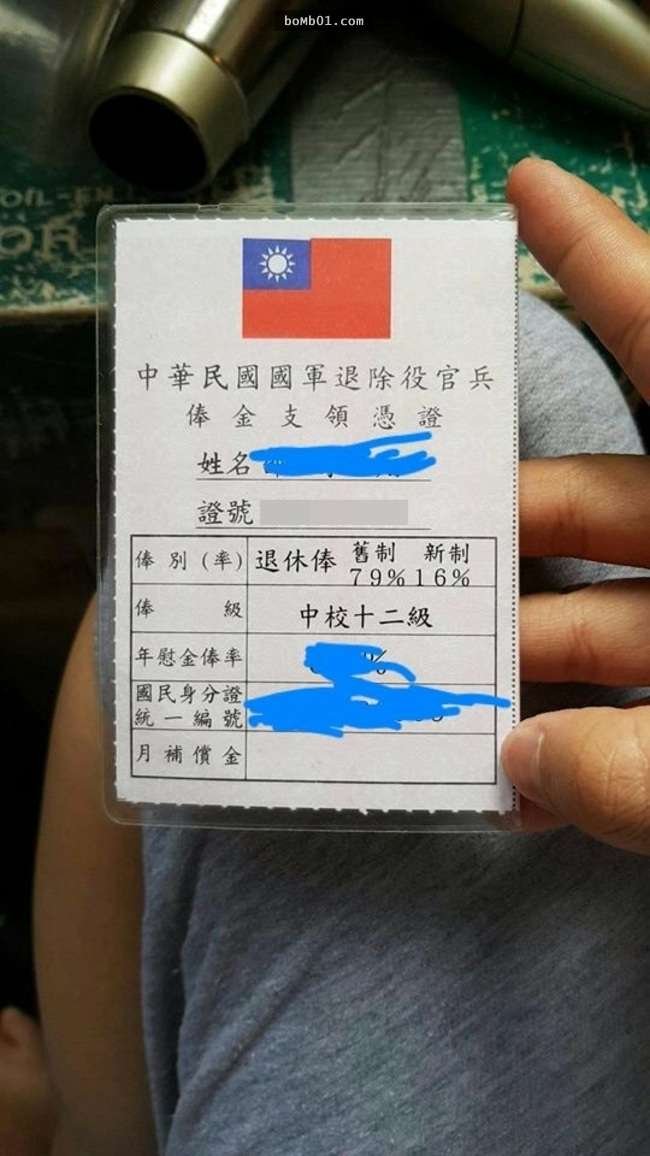 boMb01.com
中華民國國軍退除役官兵
俸金支領憑證
姓名
證號
俸別(率) 退休俸 舊制 79% 新制 16%
俸級 中校十二級
年慰金俸率 %
國民身分證
統一編號
月補償金